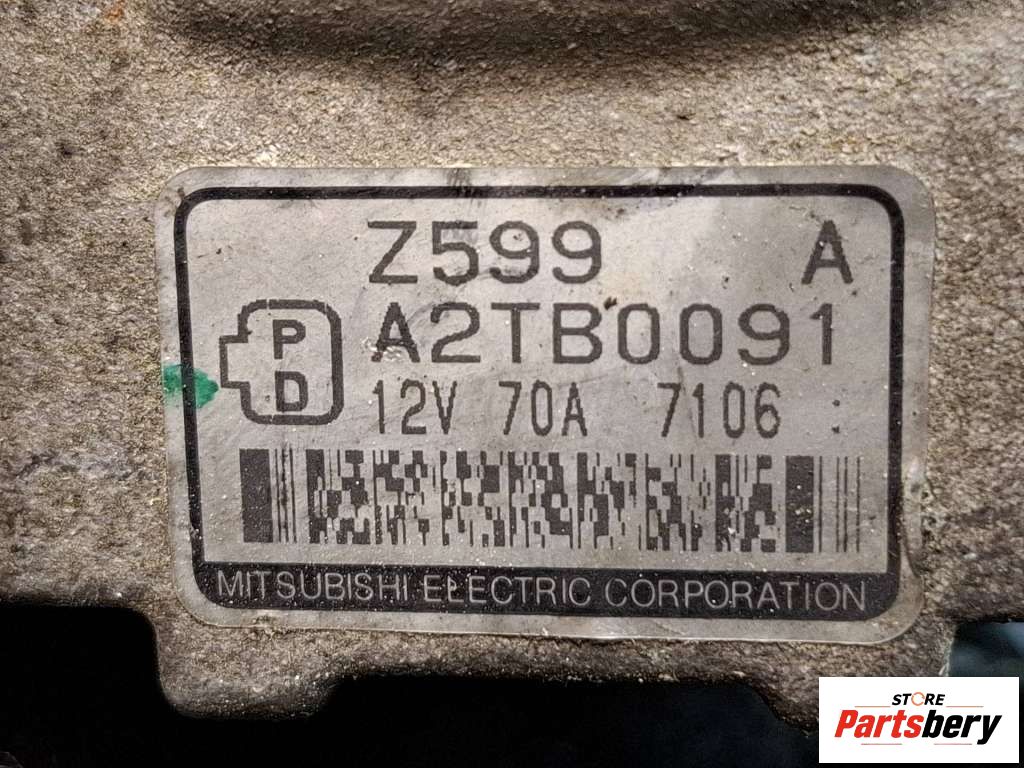 Z599 A
P
D
A2TB0091
12V 70A 7106 :
MITSUBISHI ELECTRIC CORPORATION
STORE
Partsbery